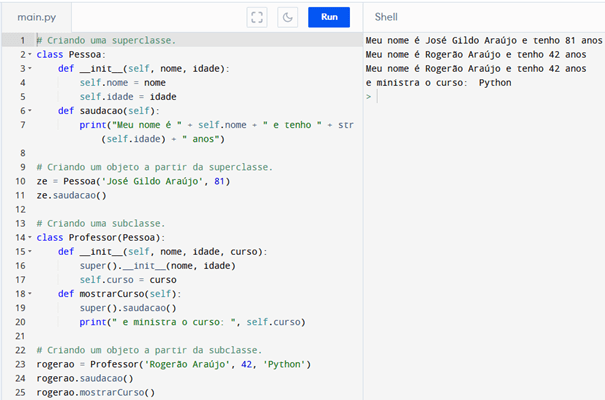 main.py
Run
Shell
1 # Criando uma superclasse.
2 class Pessoa:
3 def __init__(self, nome, idade):
4 self.nome = nome
5 self.idade = idade
6 def saudacao(self):
7 print("Meu nome é " + self.nome + " e tenho " + str
(self.idade) + " anos")
8
9 # Criando um objeto a partir da superclasse.
10 ze = Pessoa('José Gildo Araújo', 81)
11 ze.saudacao()
12
13 # Criando uma subclasse.
14 class Professor(Pessoa):
15 def __init__(self, nome, idade, curso):
16 super().__init__(nome, idade)
17 self.curso = curso
18 def mostrarCurso(self):
19 super().saudacao()
20 print(" e ministra o curso: ", self.curso)
21
22 # Criando um objeto a partir da subclasse.
23 rogerao = Professor('Rogerão Araújo', 42, 'Python')
24 rogerao.saudacao()
25 rogerao.mostrarCurso()
Meu nome é José Gildo Araújo e tenho 81 anos
Meu nome é Rogerão Araújo e tenho 42 anos
Meu nome é Rogerão Araújo e tenho 42 anos
e ministra o curso:  Python
>